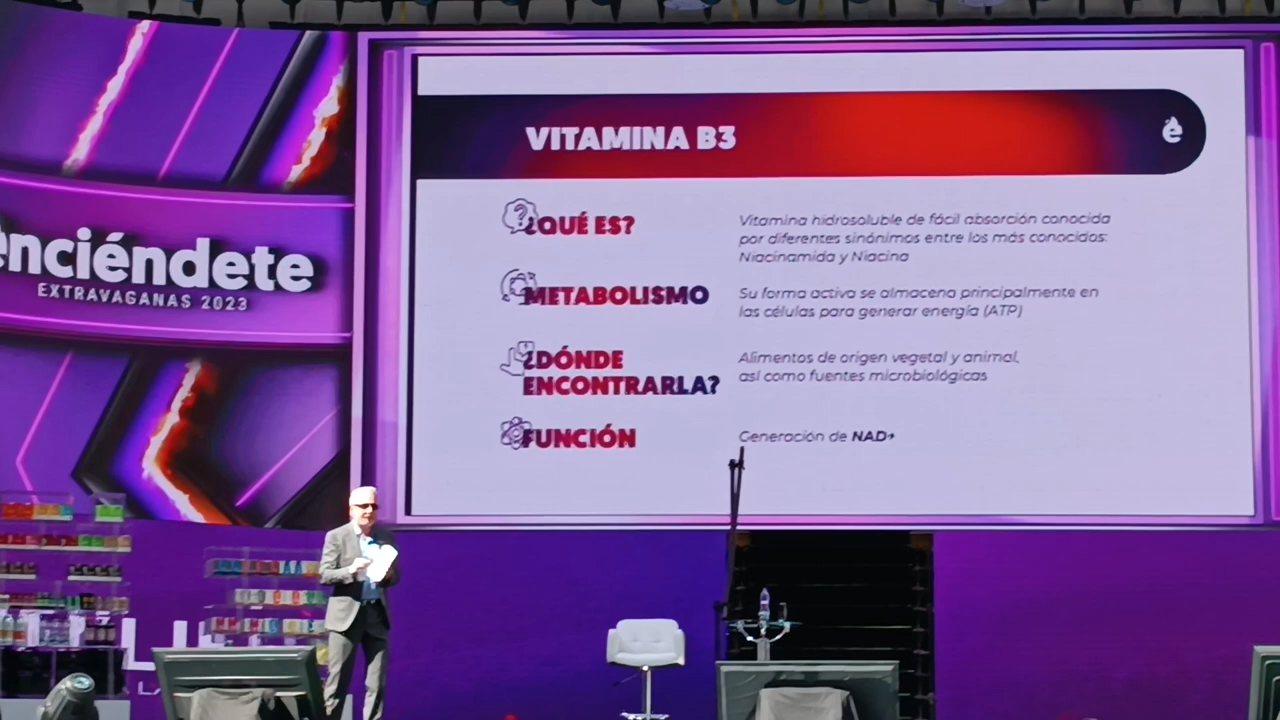 enciéndete
EXTRAVAGANAS 2023
VITAMINA B3
e
¿QUÉ ES?
Vitamina hidrosoluble de fácil absorción conocida
por diferentes sinónimos entre los más conocidos:
Niacinamida y Niacina
METABOLISMO
Su forma activa se almacena principalmente en
las células para generar energía (ATP)
¿DÓNDE
ENCONTRARLA?
Alimentos de origen vegetal y animal,
así como fuentes microbiológicas
FUNCIÓN
Generación de NAD+